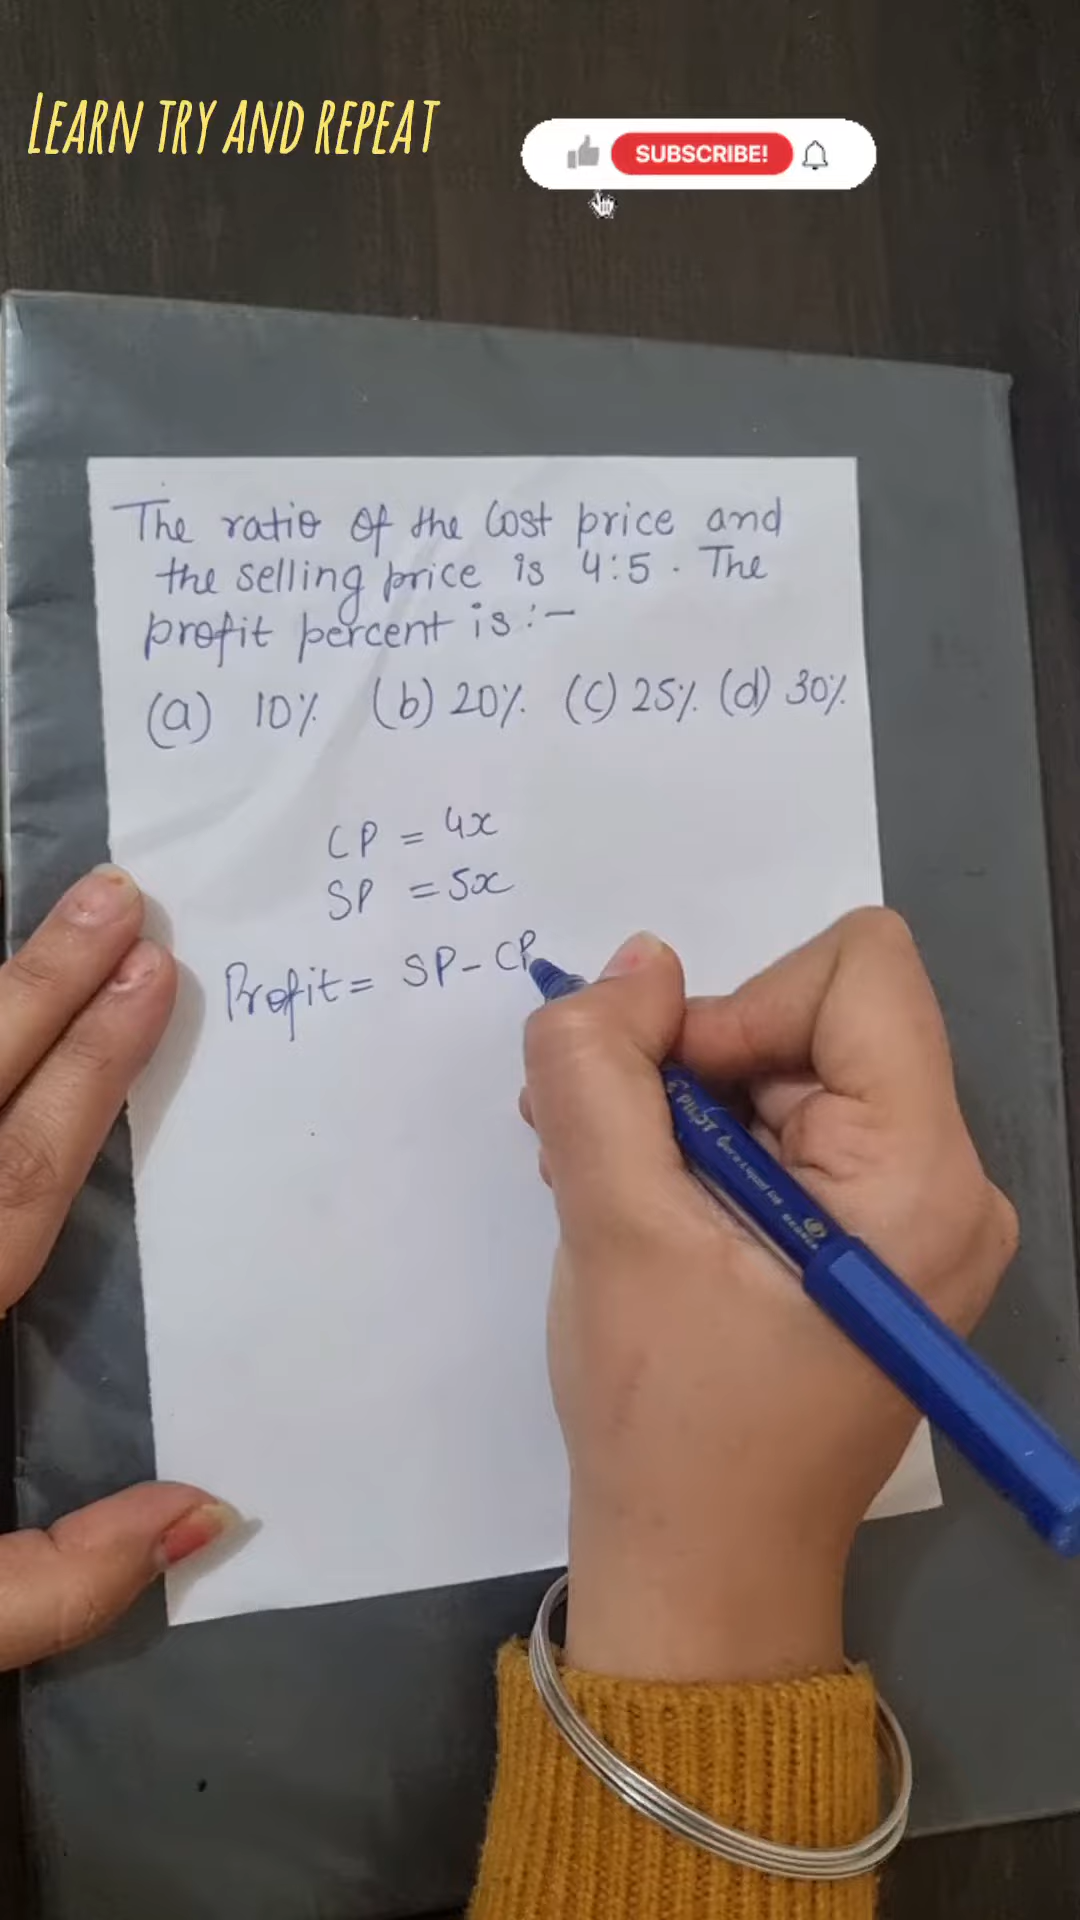 LEARN TRY AND REPEAT
SUBSCRIBE!
The ratio of the Cost price and
the selling price is 4:5. The
profit percent is:-
(a) 10% (b) 20% (c) 25% (d) 30%
CP = 4x
SP = 5x
Profit = SP - CP
PILOT